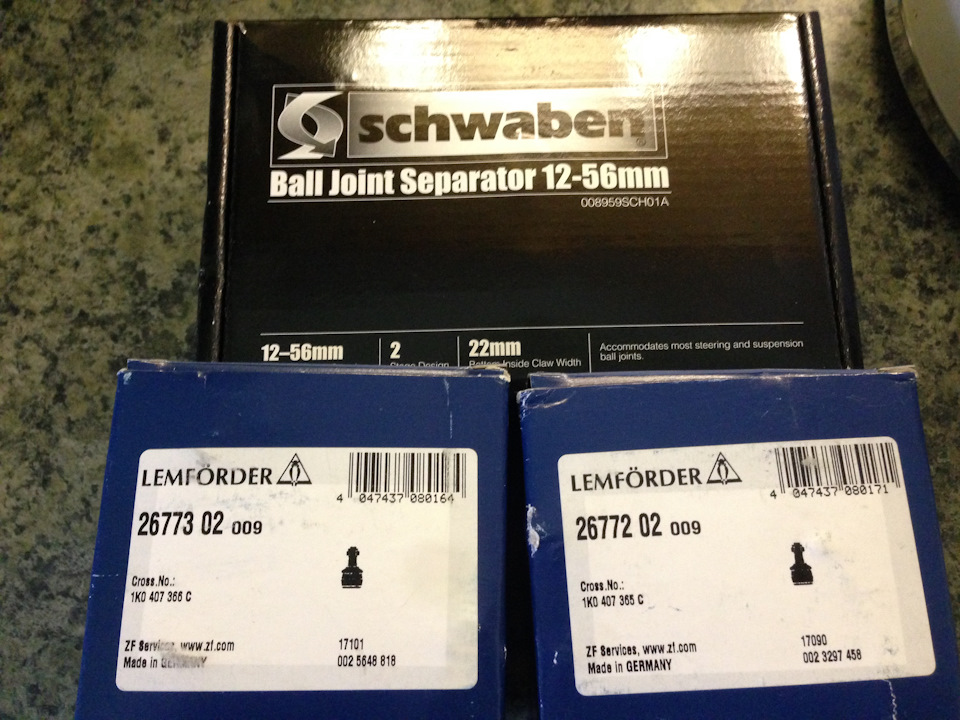 schwaben®
Ball Joint Separator 12-56mm
008959SCH01A
12–56mm
2
Stage Design
22mm
Bottom Inside Claw Width
Accommodates most steering and suspension
ball joints.
LEMFÖRDER
4 047437 080164
26773 02 009
Cross.No.:
1K0 407 366 C
ZF Services, www.zf.com
Made in GERMANY
17101
002 5648 818
LEMFÖRDER
4 047437 080171
26772 02 009
Cross.No.:
1K0 407 365 C
ZF Services, www.zf.com
Made in GERMANY
17090
002 3297 458